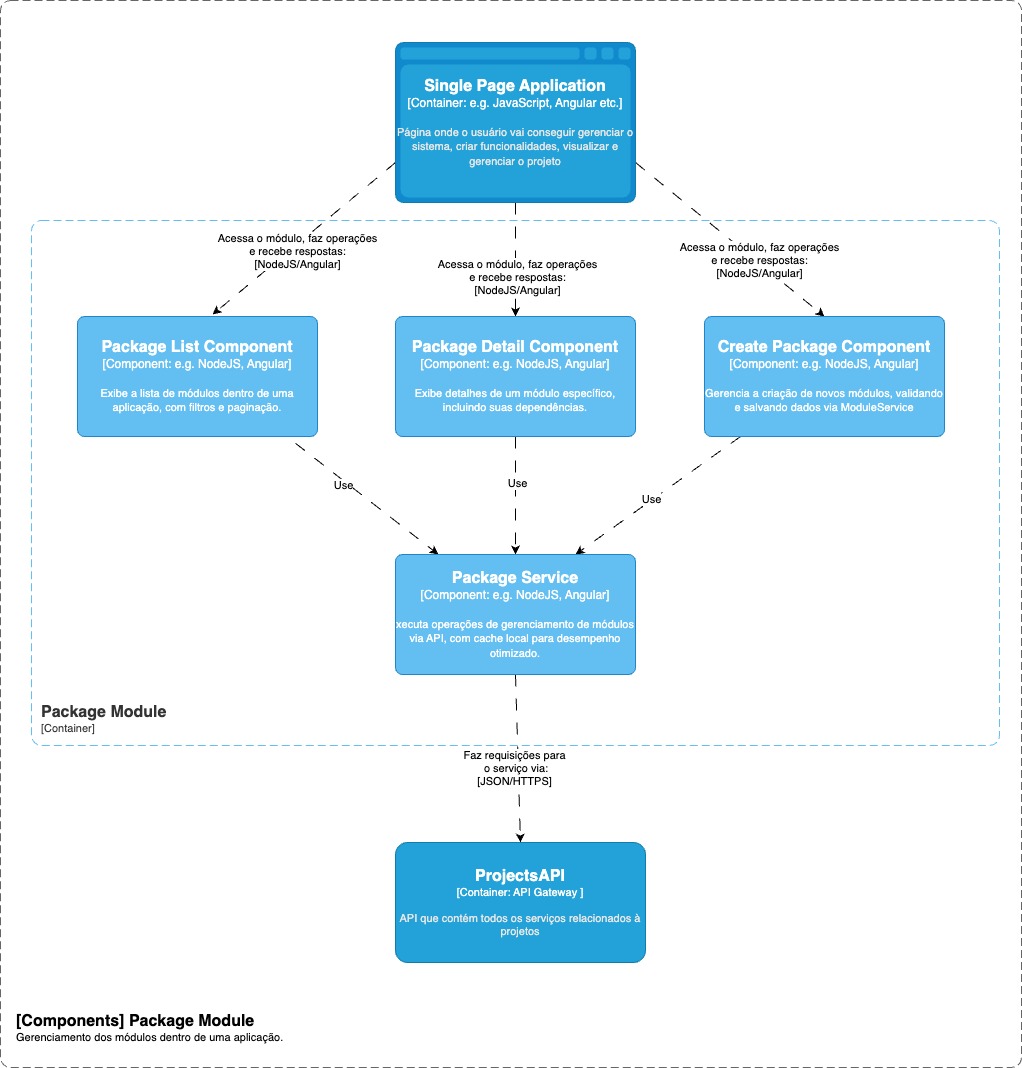 Single Page Application
[Container: e.g. JavaScript, Angular etc.]
Página onde o usuário vai conseguir gerenciar o
sistema, criar funcionalidades, visualizar e
gerenciar o projeto
Acessa o módulo, faz operações
e recebe respostas:
[NodeJS/Angular]
Acessa o módulo, faz operações
e recebe respostas:
[NodeJS/Angular]
Acessa o módulo, faz operações
e recebe respostas:
[NodeJS/Angular]
Package List Component
[Component: e.g. NodeJS, Angular]
Exibe a lista de módulos dentro de uma
aplicação, com filtros e paginação.
Package Detail Component
[Component: e.g. NodeJS, Angular]
Exibe detalhes de um módulo específico,
incluindo suas dependências.
Create Package Component
[Component: e.g. NodeJS, Angular]
Gerencia a criação de novos módulos, validando
e salvando dados via ModuleService
Use
Use
Use
Package Service
[Component: e.g. NodeJS, Angular]
xecuta operações de gerenciamento de módulos
via API, com cache local para desempenho
otimizado.
Package Module
[Container]
Faz requisições para
o serviço via:
[JSON/HTTPS]
ProjectsAPI
[Container: API Gateway ]
API que contém todos os serviços relacionados à
projetos
[Components] Package Module
Gerenciamento dos módulos dentro de uma aplicação.